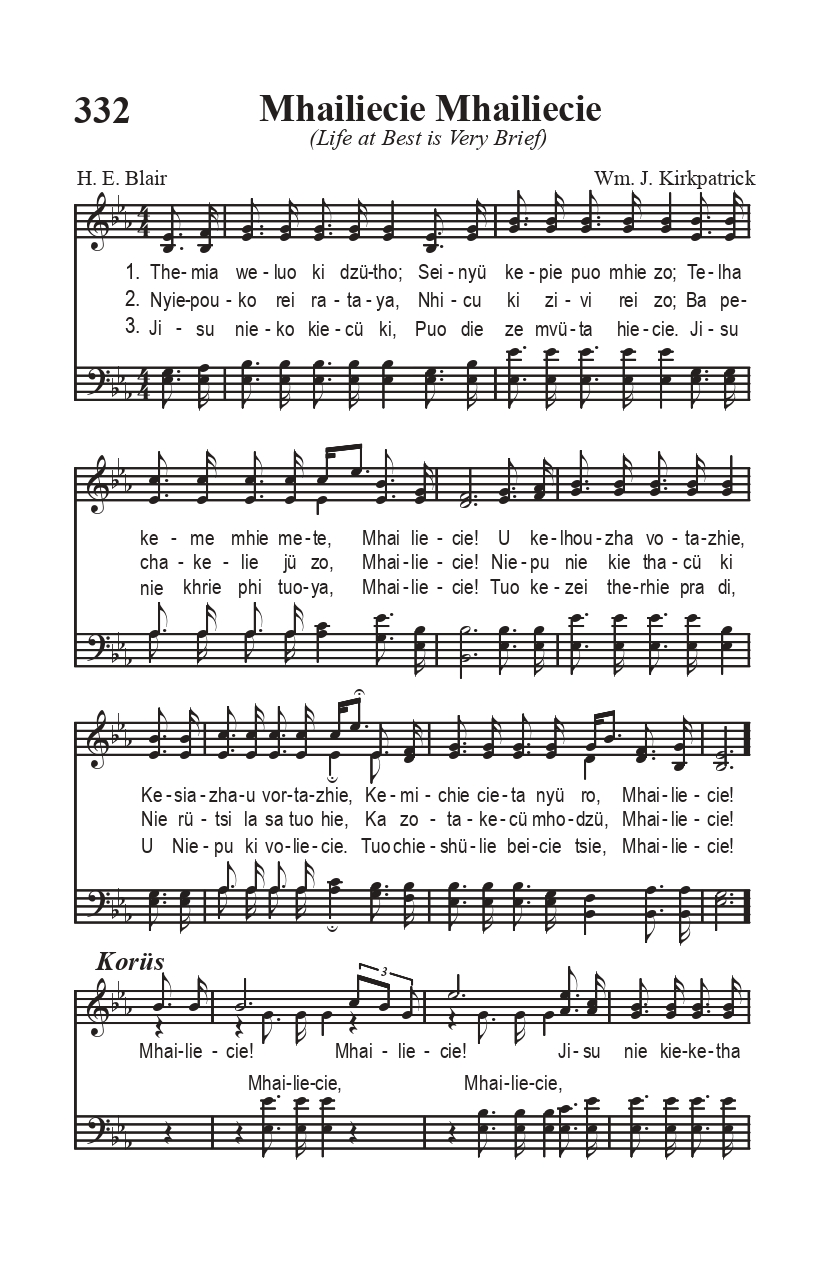 332 Mhailiecie Mhailiecie
(Life at Best is Very Brief)
H. E. Blair Wm. J. Kirkpatrick
1. The-mia we-luo ki dzü-tho; Sei-nyü ke-pie puo mhie zo; Te-lha
2. Nyie-pou-ko rei ra-ta-ya, Nhi-cu ki zi-vi rei zo; Ba pe-
3. Ji-su nie-ko kie-cü ki, Puo die ze mvü-ta hie-cie. Ji-su
ke-me mhie me-te, Mhai lie-cie! U ke-lhou-zha vo-ta-zhie,
cha-ke-lie jü zo, Mhai-lie-cie! Nie-pu nie kie tha-cü ki
nie khrie phi tuo-ya, Mhai-lie-cie! Tuo ke-zei the-rhie pra di,
Ke-sia-zha-u vor-ta-zhie, Ke-mi-chie cie-ta nyü ro, Mhai-lie-cie!
Nie rü-tsi la sa tuo hie, Ka zo-ta-ke-cü mho-dzü, Mhai-lie-cie!
U Nie-pu ki vo-lie-cie. Tuo chie-shü-lie bei-cie tsie, Mhai-lie-cie!
Korüs
3
Mhai-lie-cie! Mhai-lie-cie! Ji-su nie kie-ke-tha
Mhai-lie-cie, Mhai-lie-cie,